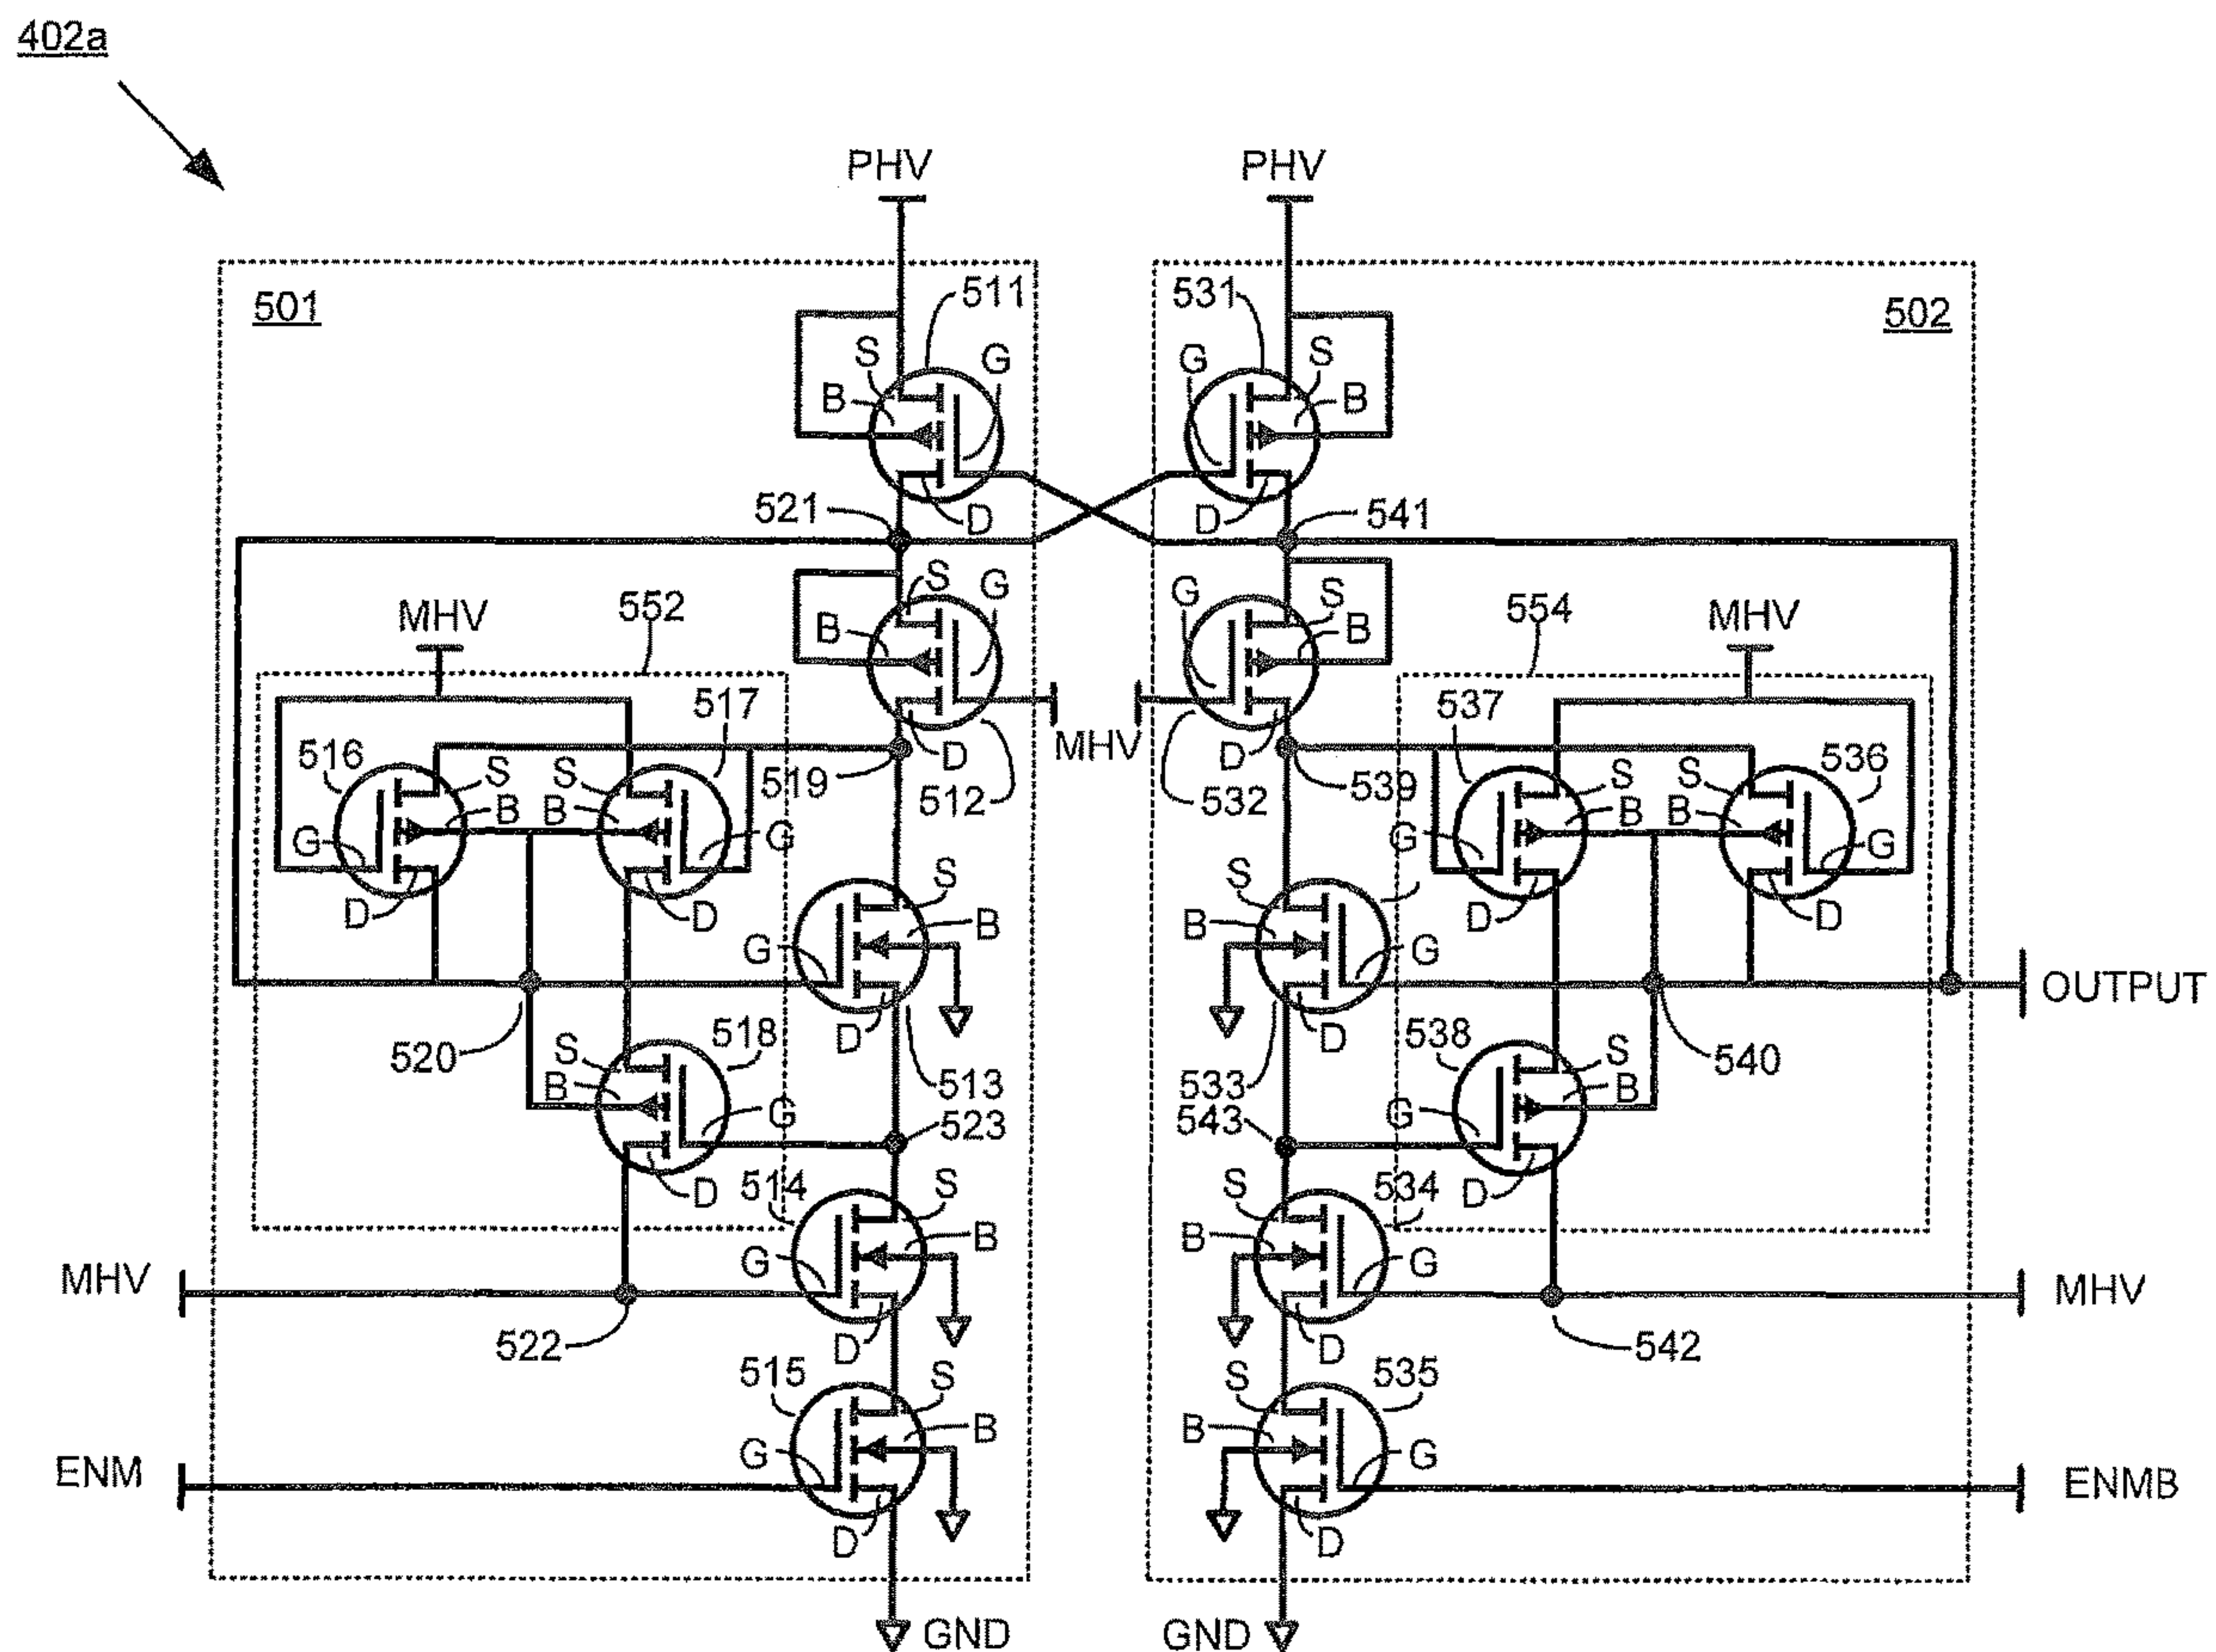 402a
PHV PHV
501 511 531 502
S G G S
B B
521 D D 541
S G G S
MHV 552 B B 554 MHV
517 MHV 537
516 S S 519 D D 539 S S 536
B B 512 532 B B
G G S S G G
D D G B B G D D
OUTPUT
520 S 518 D D 538 S 540
B 513 533 B
G 523 543 G
D 514 S S 534 D
MHV G B B G MHV
522 D D 542
515 S S 535
G B B G
ENM ENMB
D D
GND GND